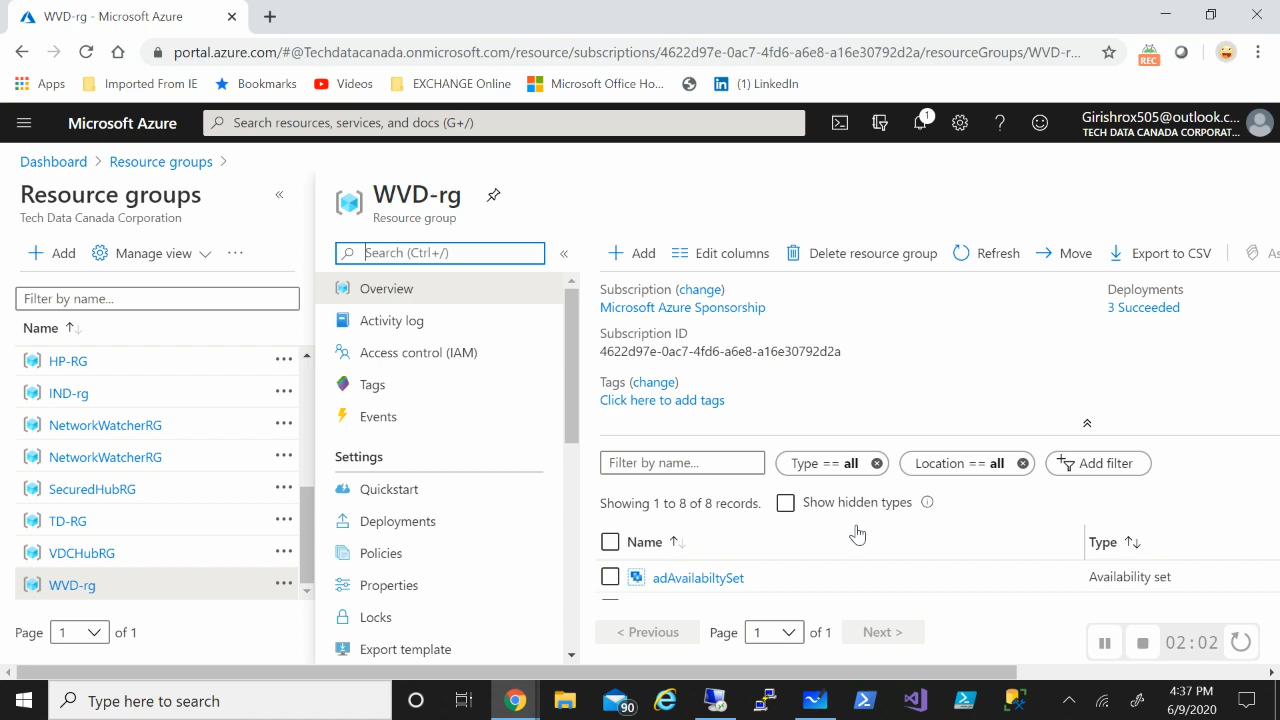 WVD-rg - Microsoft Azure
portal.azure.com/#@Techdatacanada.onmicrosoft.com/resource/subscriptions/4622d97e-0ac7-4fd6-a6e8-a16e30792d2a/resourceGroups/WVD-r...
REC
Apps
Imported From IE
Bookmarks
Videos
EXCHANGE Online
Microsoft Office Ho...
(1) LinkedIn
Microsoft Azure
Search resources, services, and docs (G+/)
1
Girishrox505@outlook.c...
TECH DATA CANADA CORPORAT...
Dashboard > Resource groups >
Resource groups
Tech Data Canada Corporation
«
Add
Manage view
...
Filter by name...
Name
HP-RG
IND-rg
NetworkWatcherRG
NetworkWatcherRG
SecuredHubRG
TD-RG
VDCHubRG
WVD-rg
Page 1 of 1
WVD-rg
Resource group
Search (Ctrl+/)
«
Overview
Activity log
Access control (IAM)
Tags
Events
Settings
Quickstart
Deployments
Policies
Properties
Locks
Export template
Add
Edit columns
Delete resource group
Refresh
Move
Export to CSV
As
Subscription (change)
Microsoft Azure Sponsorship
Subscription ID
4622d97e-0ac7-4fd6-a6e8-a16e30792d2a
Tags (change)
Click here to add tags
Deployments
3 Succeeded
Filter by name...
Type == all
Location == all
Add filter
Showing 1 to 8 of 8 records.
Show hidden types
Name
Type
adAvailabiltySet
Availability set
< Previous
Page 1 of 1
Next >
02:02
Type here to search
90
4:37 PM
6/9/2020